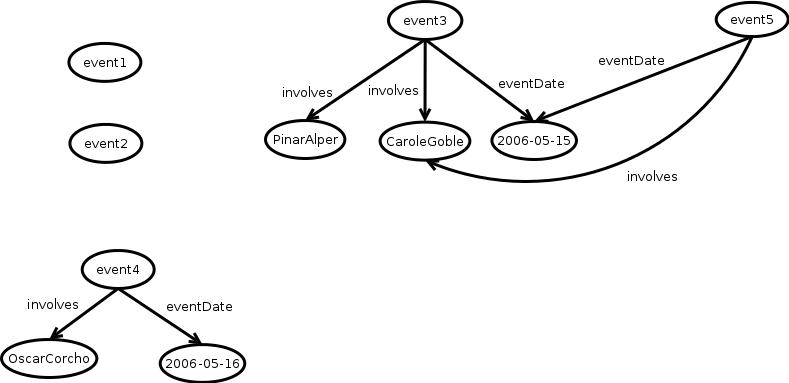 event3
event5
event1
eventDate
involves
involves
eventDate
PinarAlper
CaroleGoble
2006-05-15
event2
involves
event4
involves
eventDate
OscarCorcho
2006-05-16